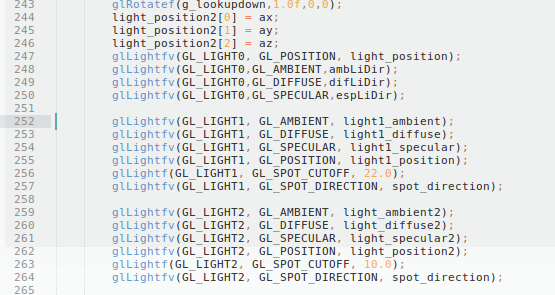 243 glRotatef(g_lookupdown,1.0f,0,0);
244 light_position2[0] = ax;
245 light_position2[1] = ay;
246 light_position2[2] = az;
247 glLightfv(GL_LIGHT0, GL_POSITION, light_position);
248 glLightfv(GL_LIGHT0,GL_AMBIENT,ambLiDir);
249 glLightfv(GL_LIGHT0,GL_DIFFUSE,difLiDir);
250 glLightfv(GL_LIGHT0,GL_SPECULAR,espLiDir);
251
252 glLightfv(GL_LIGHT1, GL_AMBIENT, light1_ambient);
253 glLightfv(GL_LIGHT1, GL_DIFFUSE, light1_diffuse);
254 glLightfv(GL_LIGHT1, GL_SPECULAR, light1_specular);
255 glLightfv(GL_LIGHT1, GL_POSITION, light1_position);
256 glLightf(GL_LIGHT1, GL_SPOT_CUTOFF, 22.0);
257 glLightfv(GL_LIGHT1, GL_SPOT_DIRECTION, spot_direction);
258
259 glLightfv(GL_LIGHT2, GL_AMBIENT, light_ambient2);
260 glLightfv(GL_LIGHT2, GL_DIFFUSE, light_diffuse2);
261 glLightfv(GL_LIGHT2, GL_SPECULAR, light_specular2);
262 glLightfv(GL_LIGHT2, GL_POSITION, light_position2);
263 glLightf(GL_LIGHT2, GL_SPOT_CUTOFF, 10.0);
264 glLightfv(GL_LIGHT2, GL_SPOT_DIRECTION, spot_direction);
265